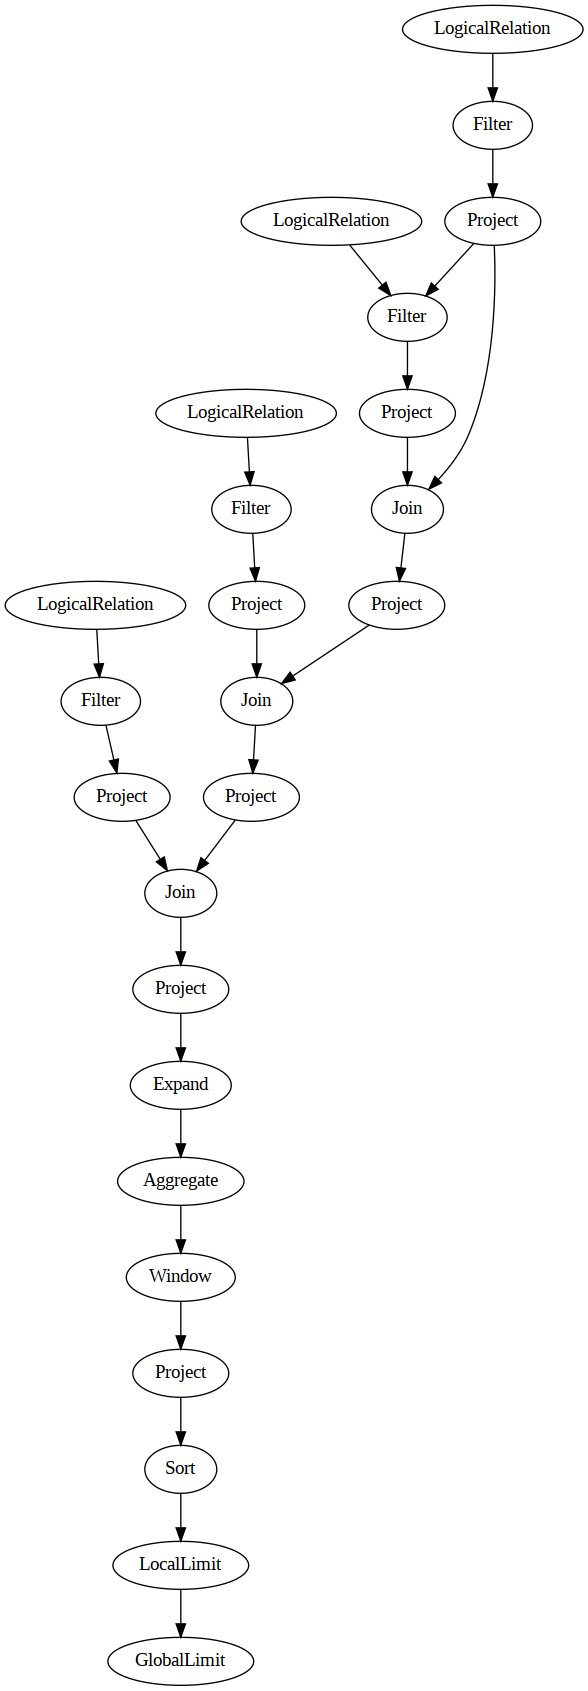 LogicalRelation
Filter
LogicalRelation
Project
Filter
LogicalRelation
Project
Filter
Join
LogicalRelation
Project
Project
Filter
Join
Project
Project
Join
Project
Expand
Aggregate
Window
Project
Sort
LocalLimit
GlobalLimit